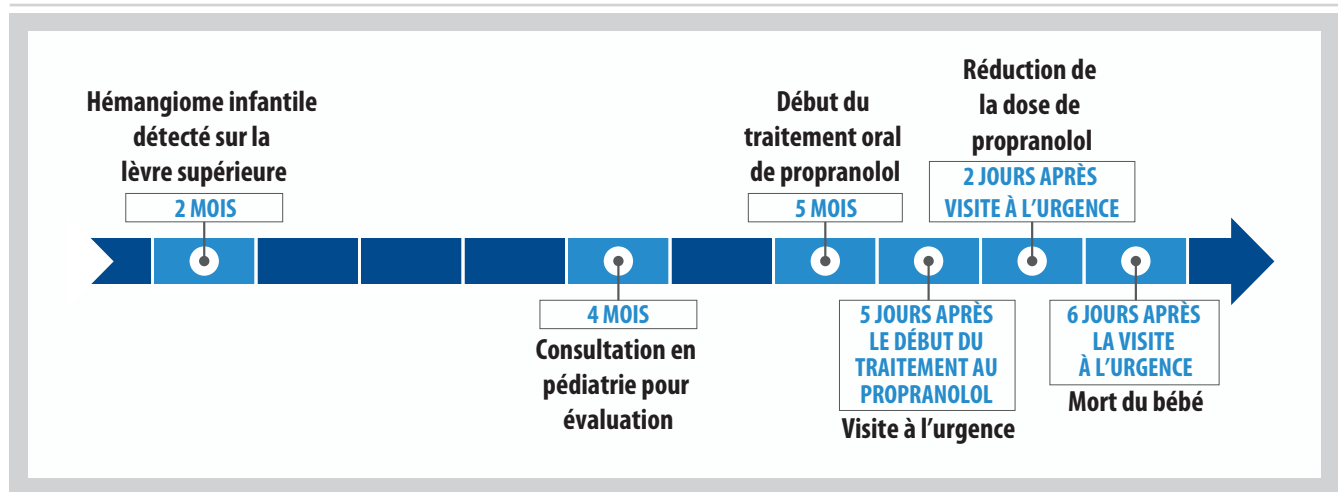 Hémangiome infantile
détecté sur la
lèvre supérieure
2 MOIS
4 MOIS
Consultation en
pédiatrie pour
évaluation
Début du
traitement oral
de propranolol
5 MOIS
5 JOURS APRÈS
LE DÉBUT DU
TRAITEMENT AU
PROPRANOLOL
Visite à l’urgence
Réduction de
la dose de
propranolol
2 JOURS APRÈS
VISITE À L’URGENCE
6 JOURS APRÈS
LA VISITE
À L’URGENCE
Mort du bébé